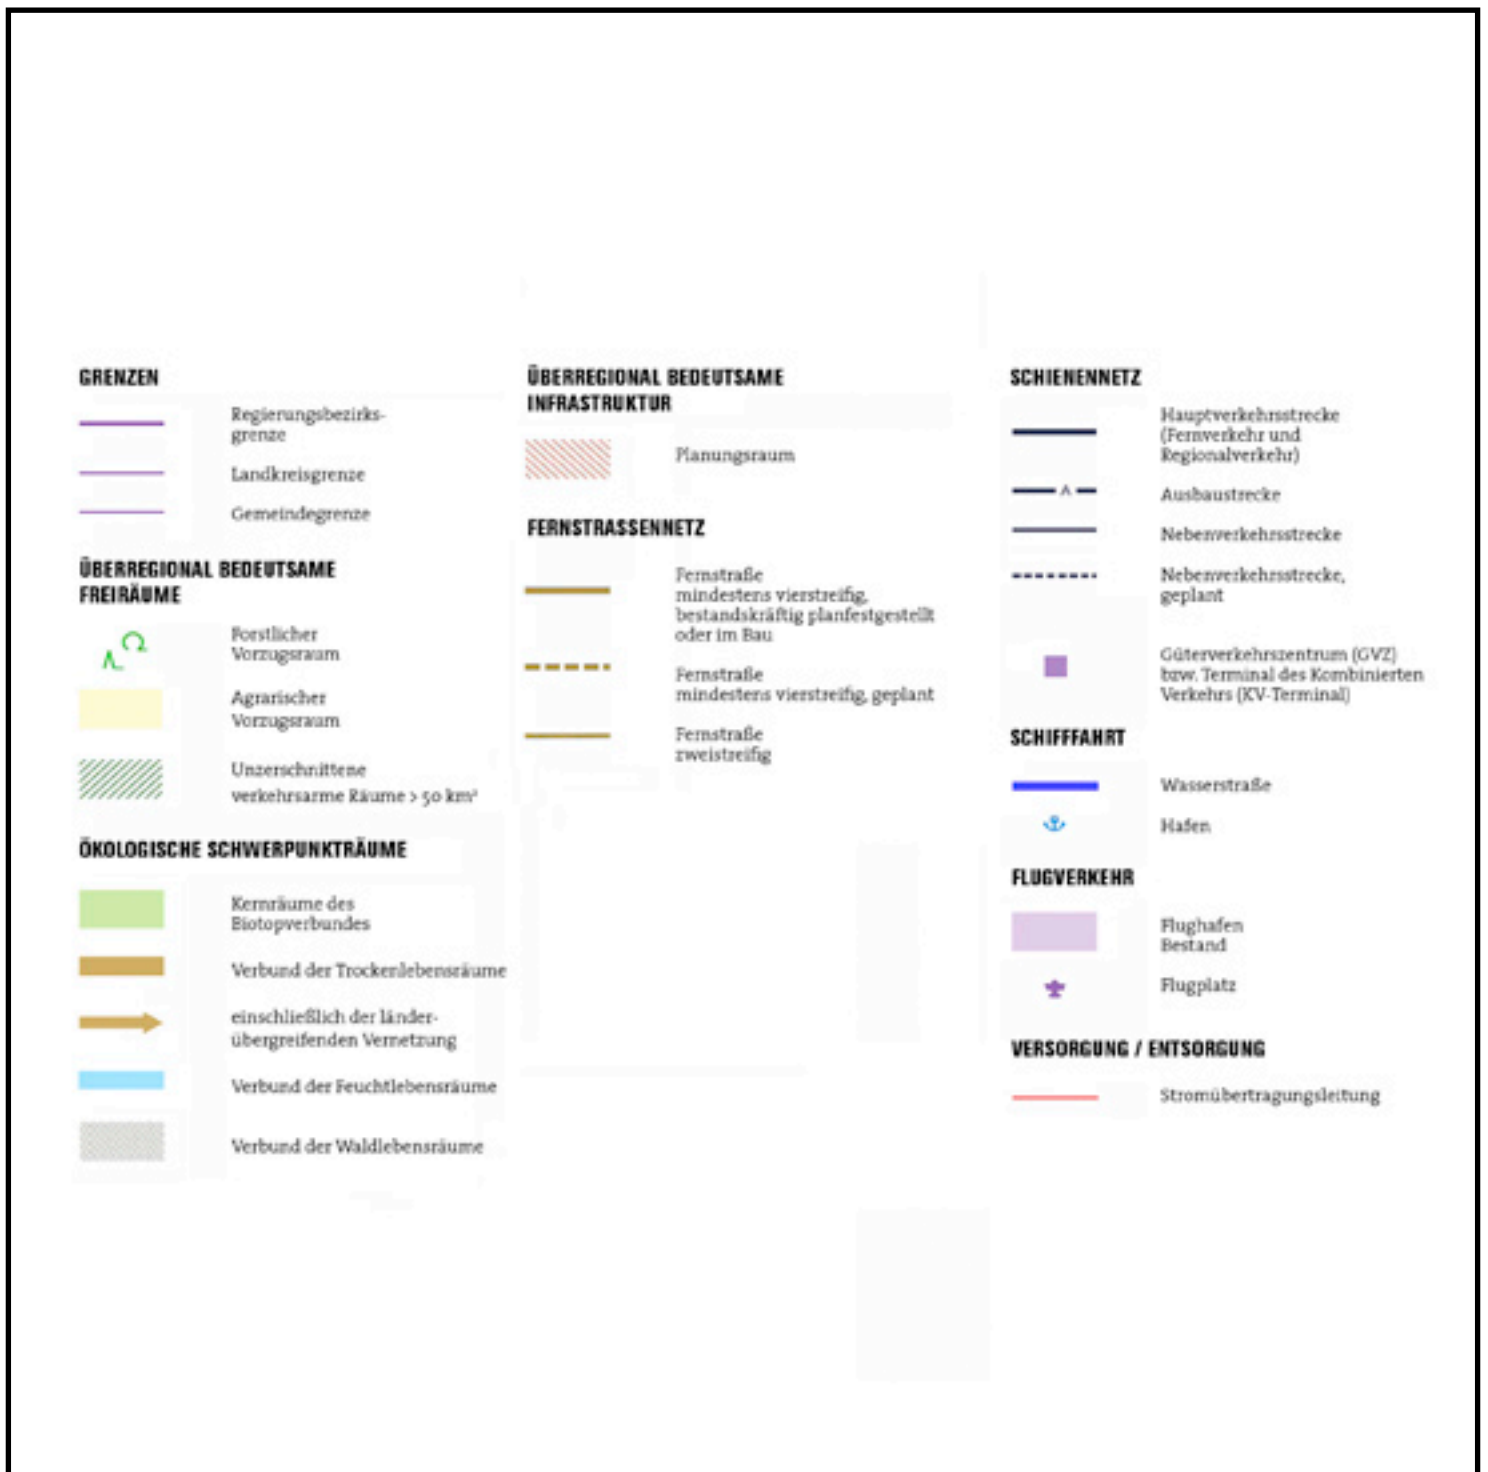 GRENZEN
Regierungsbezirks-
grenze
Landkreisgrenze
Gemeindegrenze
ÜBERREGIONAL BEDEUTSAME
FREIRÄUME
Forstlicher
Vorzugsraum
Agrarischer
Vorzugsraum
Unzerschnittene
verkehrsarme Räume > 50 km²
ÖKOLOGISCHE SCHWERPUNKTRÄUME
Kernräume des
Biotopverbundes
Verbund der Trockenlebensräume
einschließlich der länder-
übergreifenden Vernetzung
Verbund der Feuchtlebensräume
Verbund der Waldlebensräume
ÜBERREGIONAL BEDEUTSAME
INFRASTRUKTUR
Planungsraum
FERNSTRASSENNETZ
Fernstraße
mindestens vierstreifig,
bestandskräftig planfestgestellt
oder im Bau
Fernstraße
mindestens vierstreifig, geplant
Fernstraße
zweistreifig
SCHIENENNETZ
Hauptverkehrsstrecke
(Fernverkehr und
Regionalverkehr)
A
Ausbaustrecke
Nebenverkehrsstrecke
Nebenverkehrsstrecke,
geplant
Güterverkehrszentrum (GVZ)
bzw. Terminal des Kombinierten
Verkehrs (KV-Terminal)
SCHIFFFAHRT
Wasserstraße
Hafen
FLUGVERKEHR
Flughafen
Bestand
Flugplatz
VERSORGUNG / ENTSORGUNG
Stromübertragungsleitung